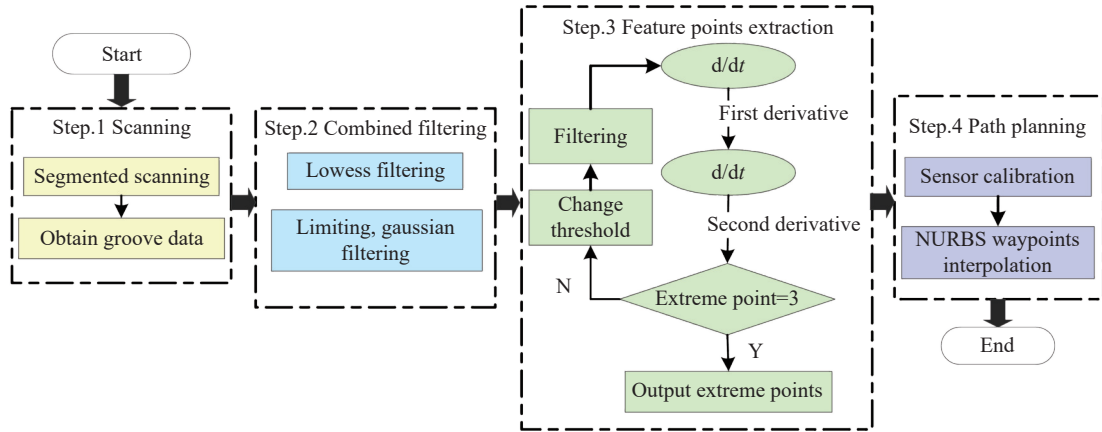 Start
Step.1 Scanning
Segmented scanning
Obtain groove data
Step.2 Combined filtering
Lowess filtering
Limiting, gaussian
filtering
Step.3 Feature points extraction
d/dt
First derivative
Filtering
d/dt
Change
threshold
Second derivative
N
Extreme point=3
Y
Output extreme points
Step.4 Path planning
Sensor calibration
NURBS waypoints
interpolation
End